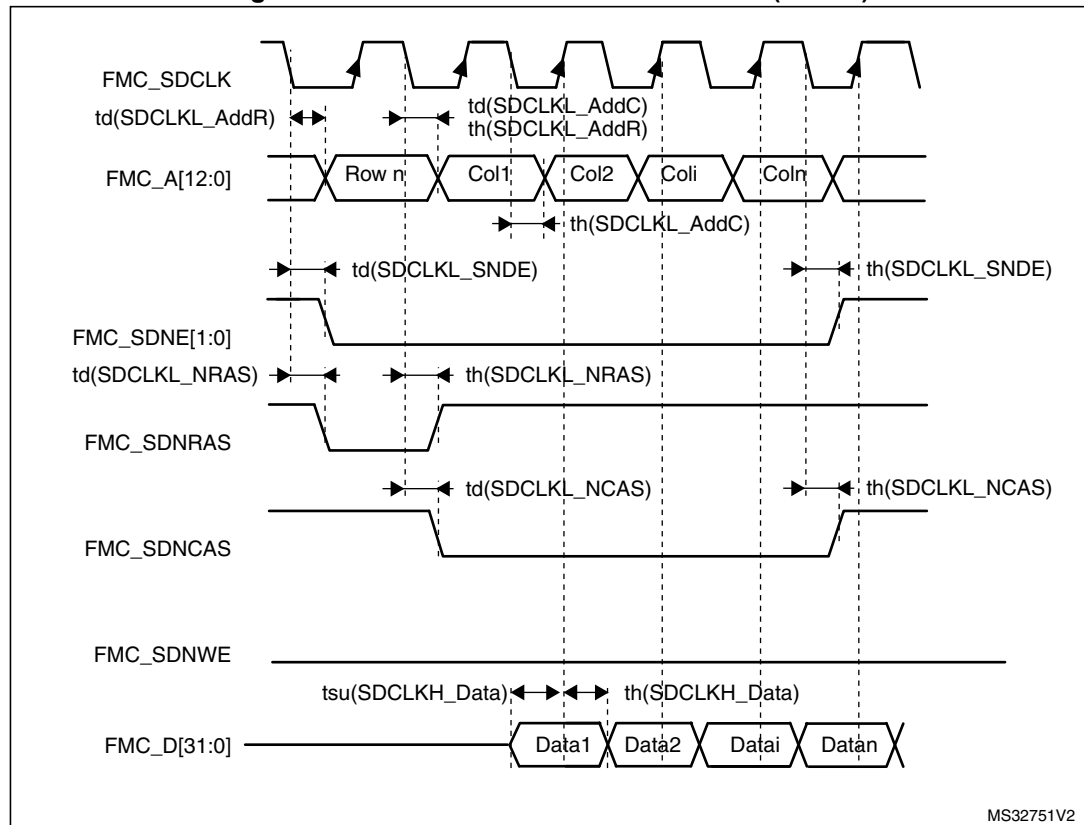 FMC_SDCLK
td(SDCLKL_AddR)
td(SDCLKL_AddC)
th(SDCLKL_AddR)
FMC_A[12:0]
Row n
Col1
Col2
Coli
Coln
th(SDCLKL_AddC)
td(SDCLKL_SNDE)
th(SDCLKL_SNDE)
FMC_SDNE[1:0]
td(SDCLKL_NRAS)
th(SDCLKL_NRAS)
FMC_SDNRAS
td(SDCLKL_NCAS)
th(SDCLKL_NCAS)
FMC_SDNCAS
FMC_SDNWE
tsu(SDCLKH_Data)
th(SDCLKH_Data)
FMC_D[31:0]
Data1
Data2
Datai
Datan
MS32751V2